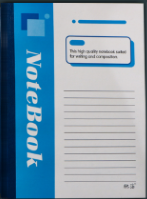 NoteBook
This high quality notebook suited
for writing and composition